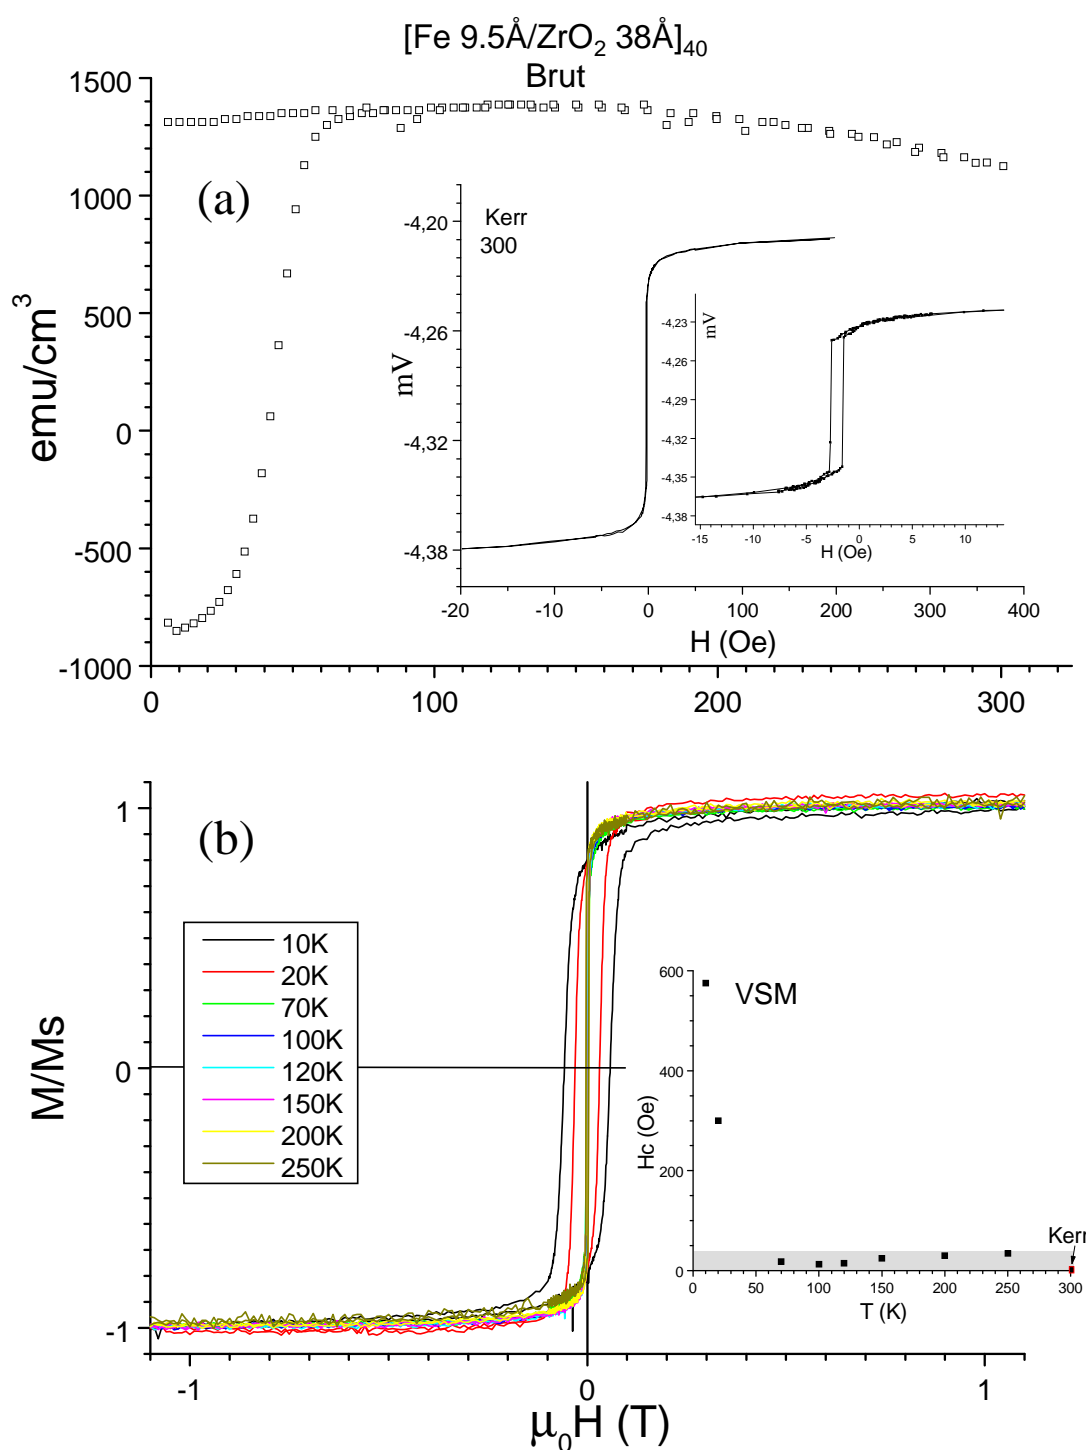 [Fe 9.5Å/ZrO₂ 38Å]₄₀
Brut
1500
1000
500
0
-500
-1000
emu/cm³
(a)
0
100
200
300
Kerr
300
-4,20
-4,26
-4,32
-4,38
mV
-20
-10
0
100
200
300
400
H (Oe)
-4,23
-4,26
-4,29
-4,32
-4,35
-4,38
mV
-15
-10
-5
0
5
10
H (Oe)
(b)
1
0
-1
M/Ms
10K
20K
70K
100K
120K
150K
200K
250K
-1
0
1
μ₀H (T)
VSM
600
400
200
0
Hc (Oe)
Kerr
0
50
100
150
200
250
300
T (K)